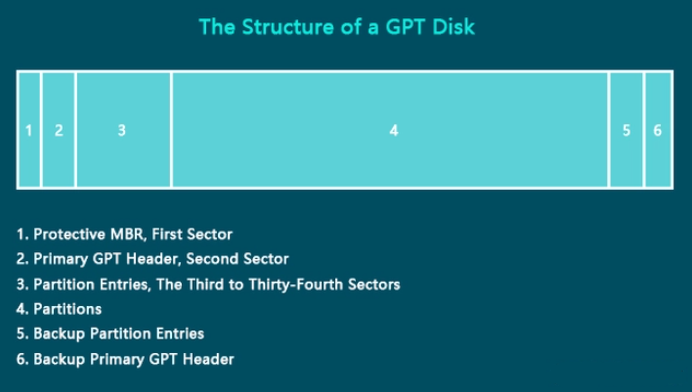 The Structure of a GPT Disk
1 2 3 4 5 6
1. Protective MBR, First Sector
2. Primary GPT Header, Second Sector
3. Partition Entries, The Third to Thirty-Fourth Sectors
4. Partitions
5. Backup Partition Entries
6. Backup Primary GPT Header